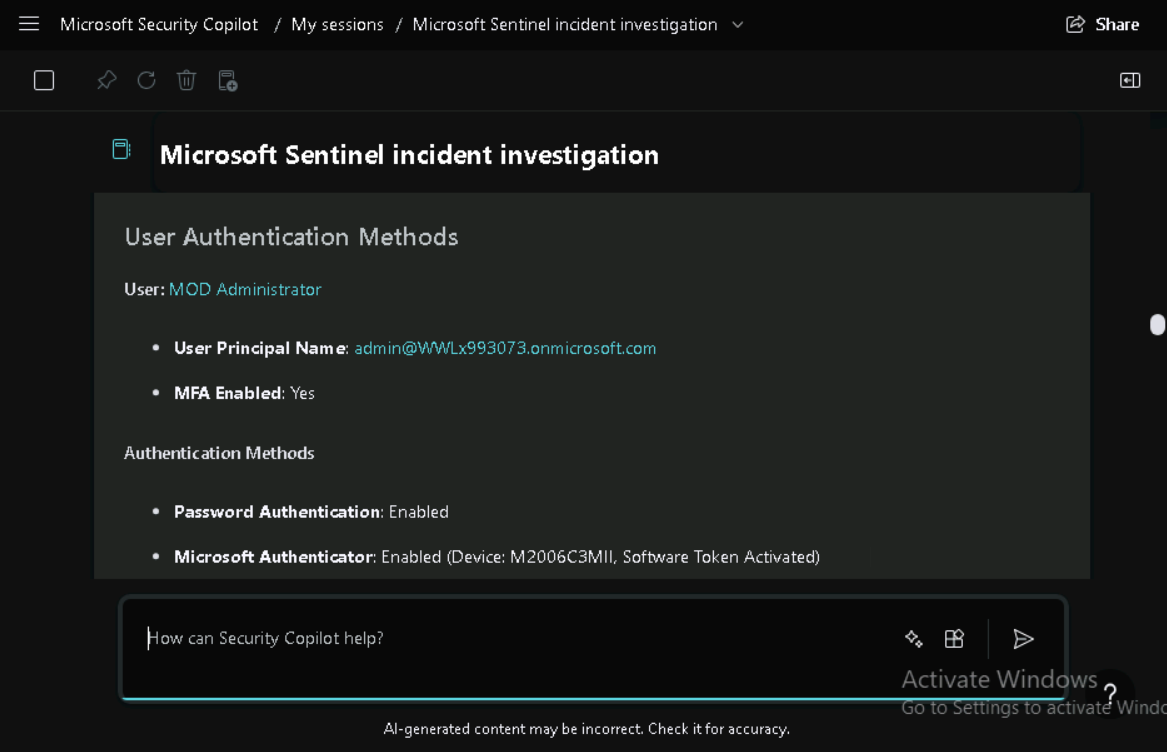 Microsoft Security Copilot / My sessions / Microsoft Sentinel incident investigation
Share
Microsoft Sentinel incident investigation
User Authentication Methods
User: MOD Administrator
• User Principal Name: admin@WWLx993073.onmicrosoft.com
• MFA Enabled: Yes
Authentication Methods
• Password Authentication: Enabled
• Microsoft Authenticator: Enabled (Device: M2006C3MII, Software Token Activated)
How can Security Copilot help?
Activate Windows
Go to Settings to activate Windo
?
AI-generated content may be incorrect. Check it for accuracy.